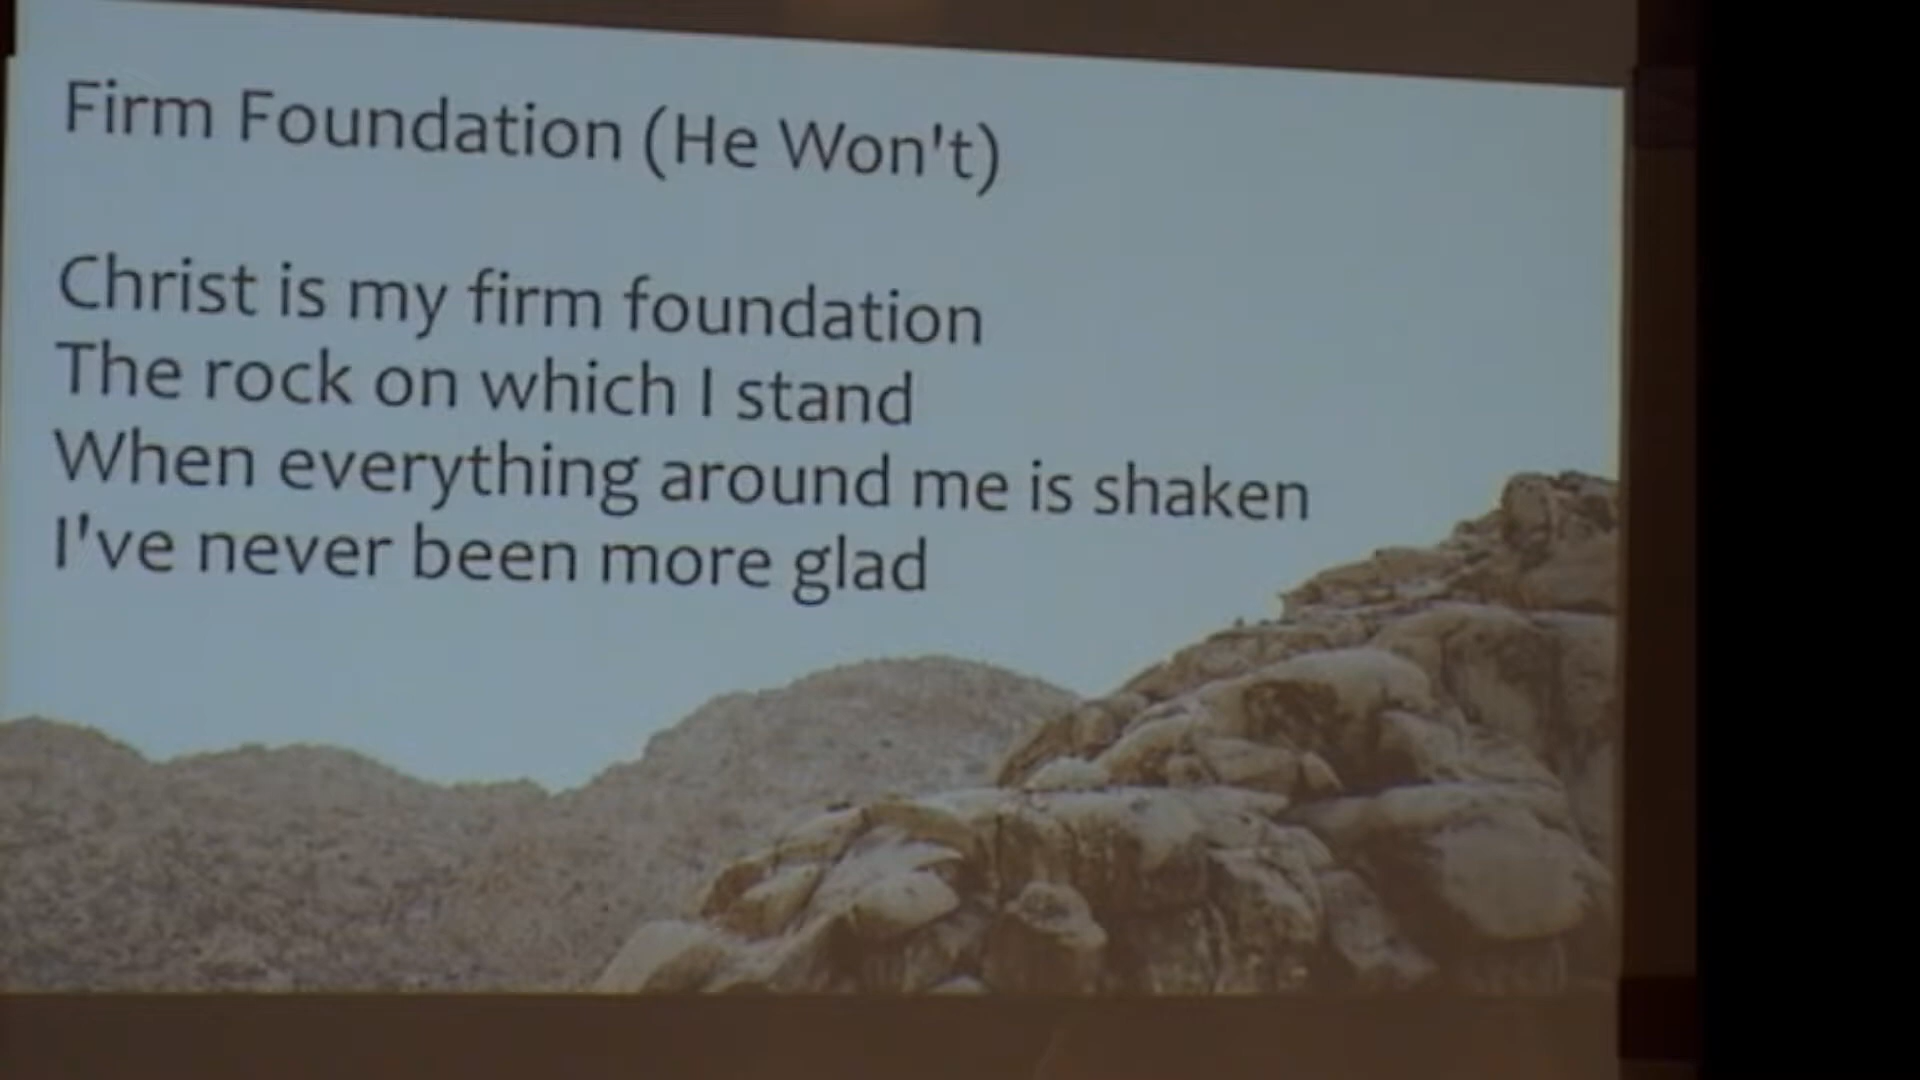 Firm Foundation (He Won't)
Christ is my firm foundation
The rock on which I stand
When everything around me is shaken
I've never been more glad